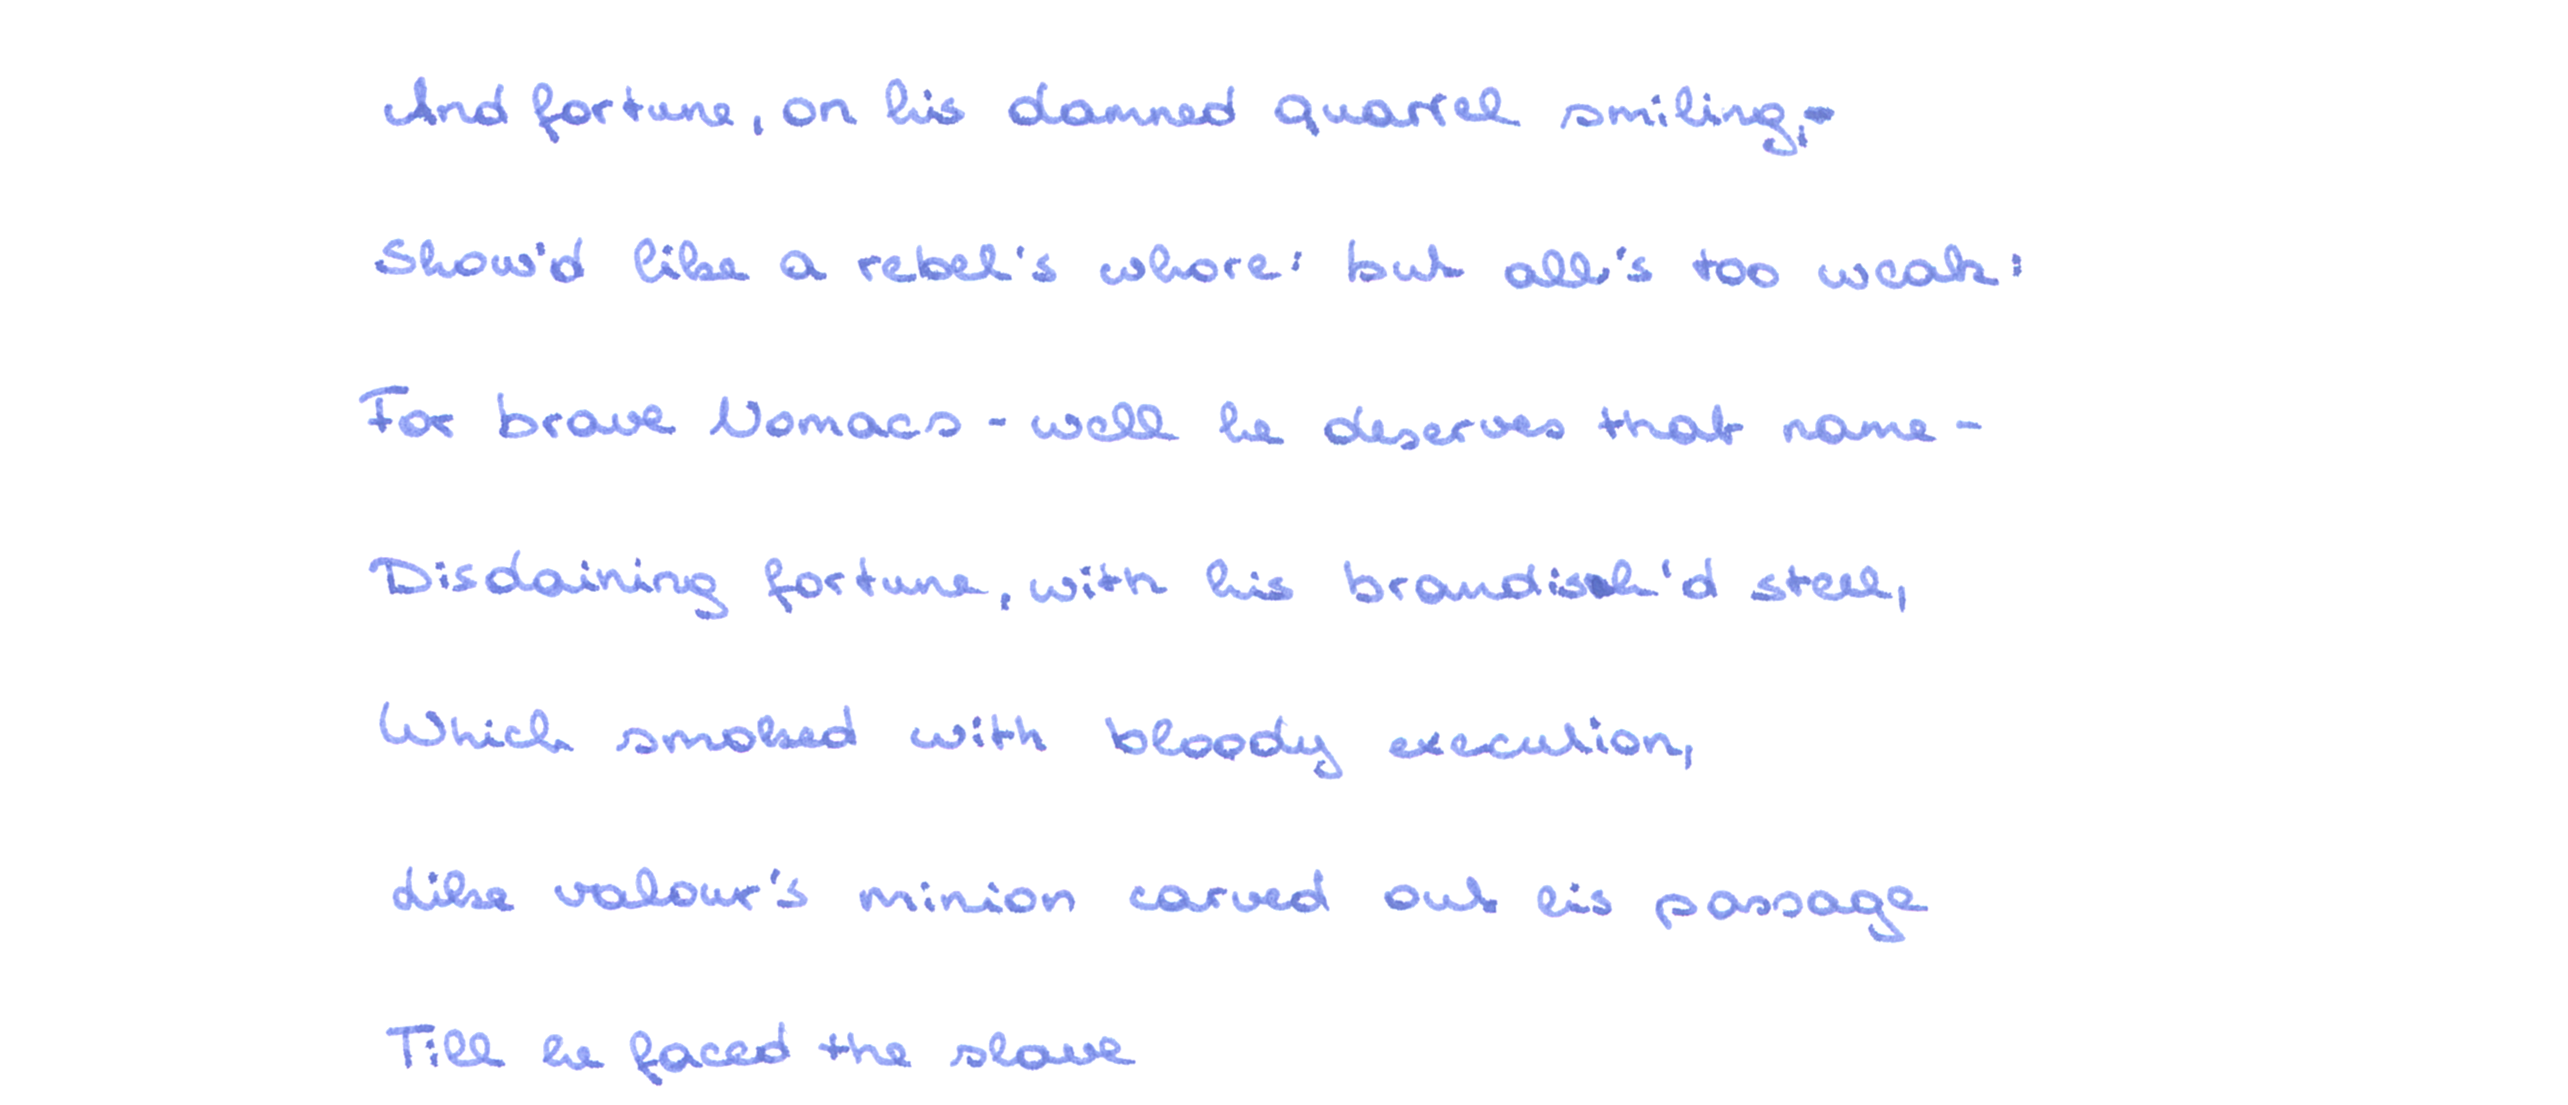 And fortune, on his damned quarrel smiling,-
Show'd like a rebel's whore: but all's too weak:
For brave Nomacs - well he deserves that name -
Disdaining fortune, with his brandish'd steel,
Which smoked with bloody execution,
Like valour's minion carved out his passage
Till he faced the slave